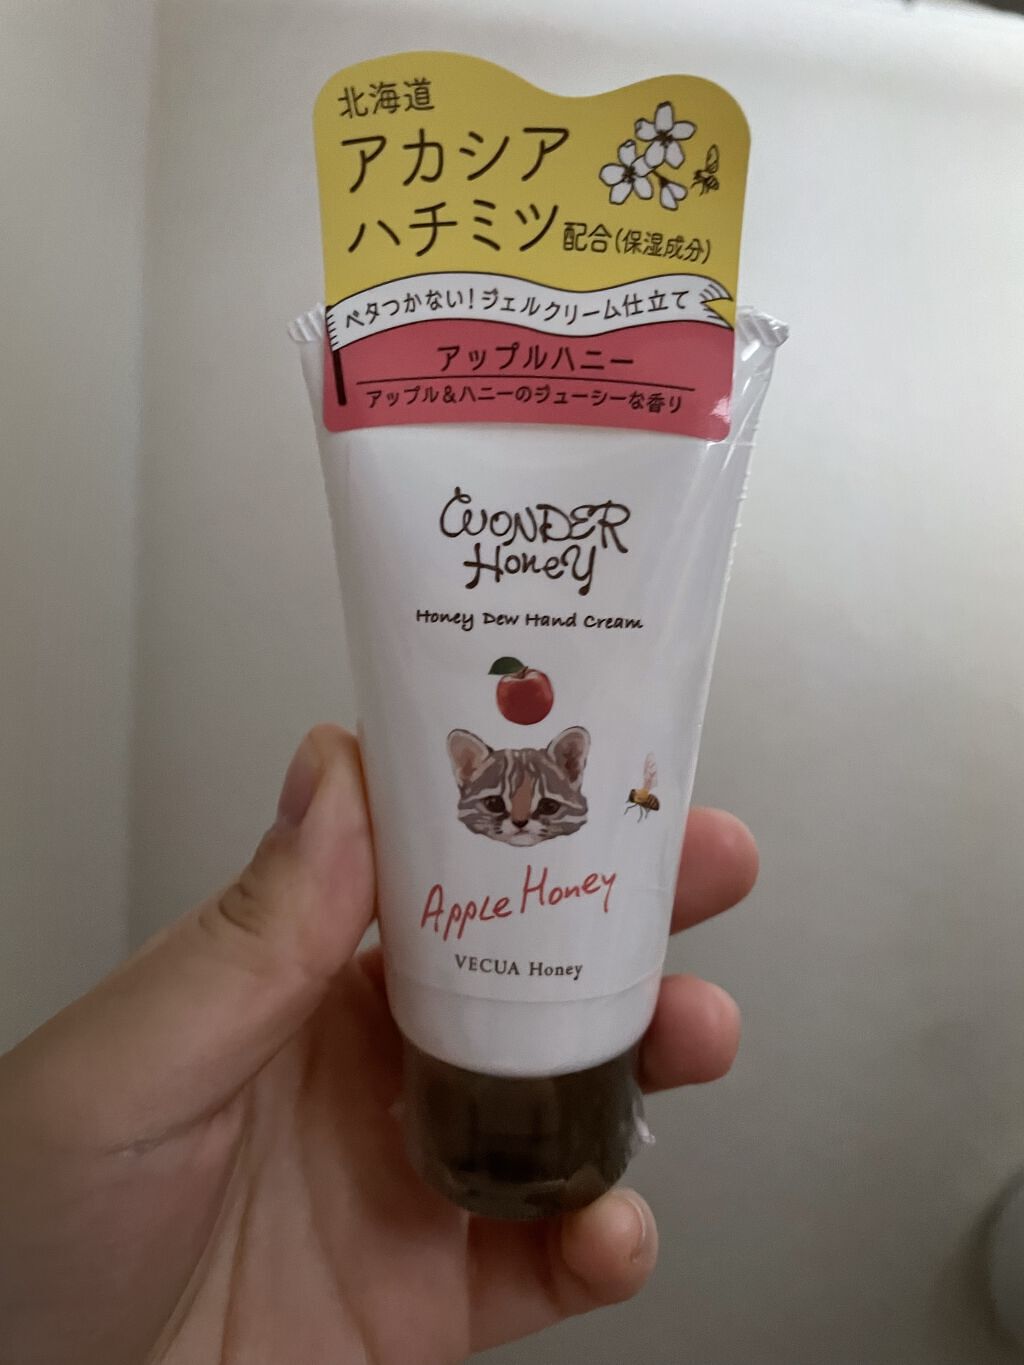 北海道
アカシア
ハチミツ配合(保湿成分)
ベタつかない!ジェルクリーム仕立て
アップルハニー
アップル&ハニーのジューシーな香り
WONDER
Honey
Honey Dew Hand Cream
Apple Honey
VECUA Honey